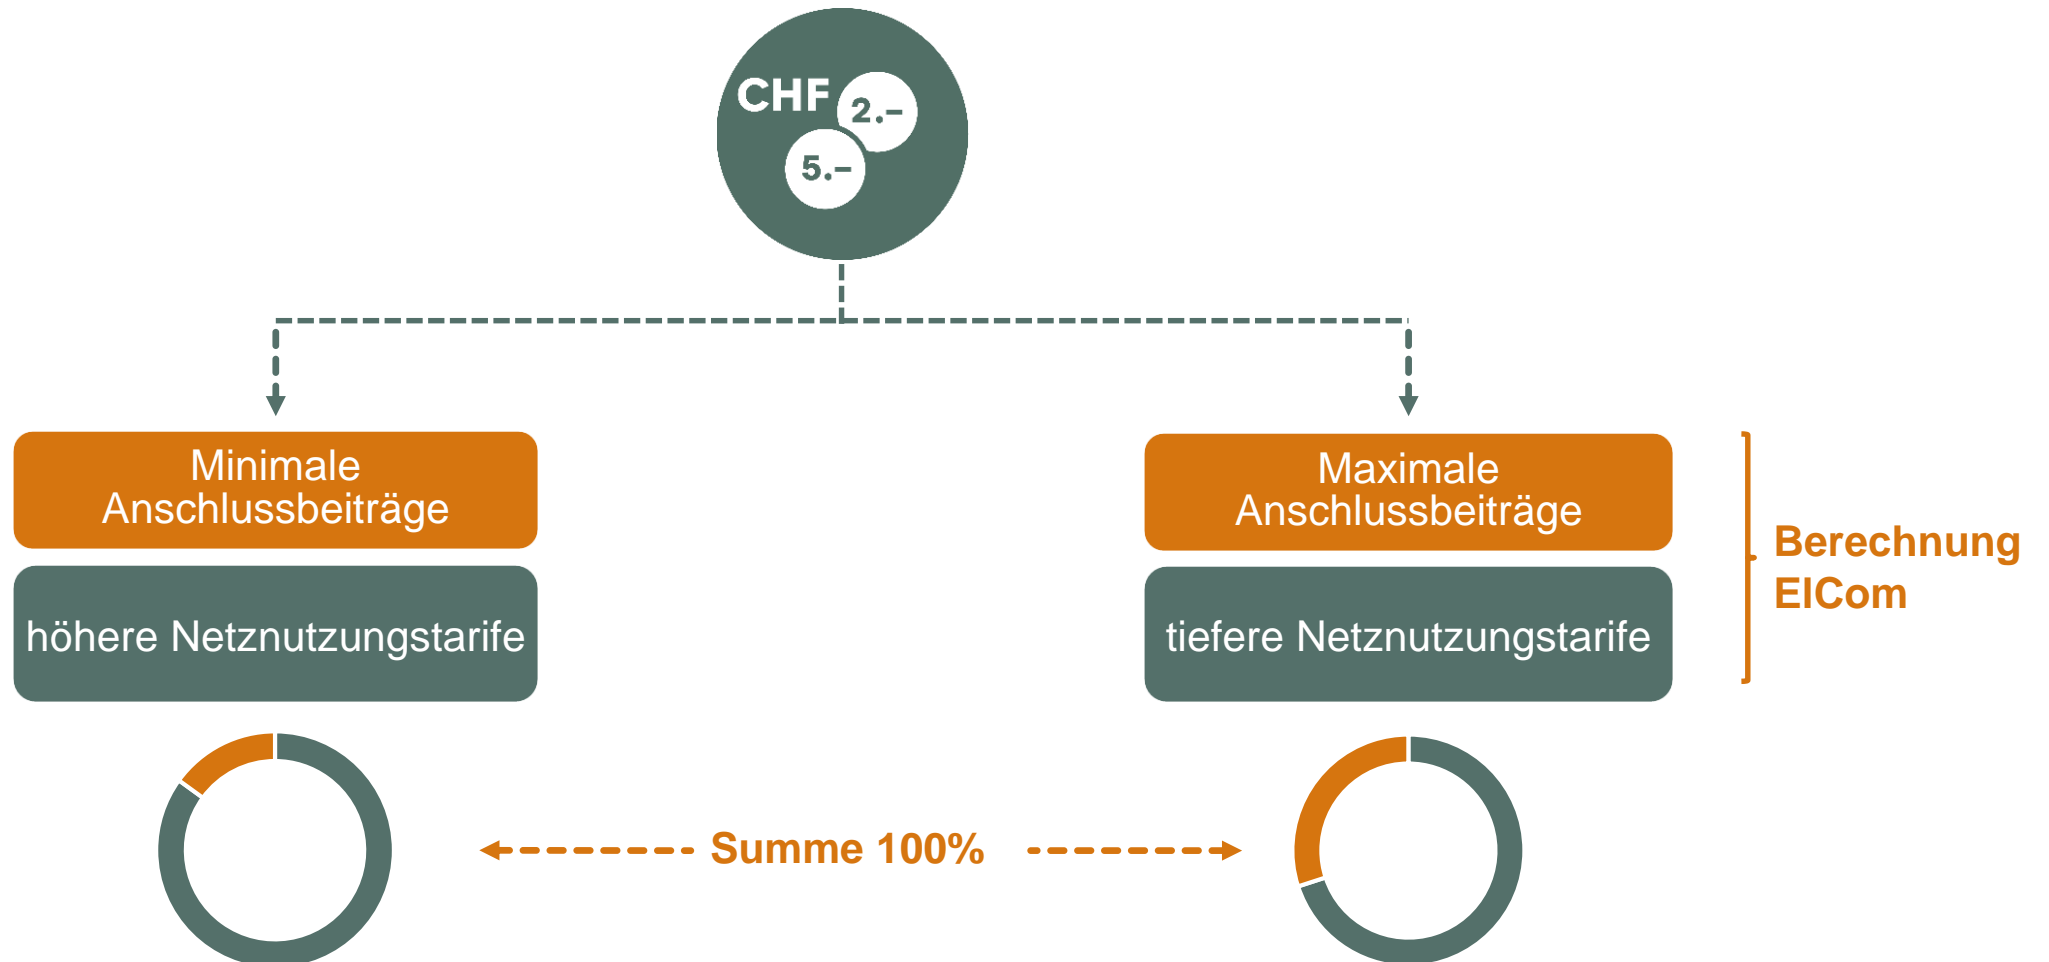 CHF
2.–
5.–
Minimale
Anschlussbeiträge
höhere Netznutzungstarife
Maximale
Anschlussbeiträge
tiefere Netznutzungstarife
Berechnung
ElCom
Summe 100%